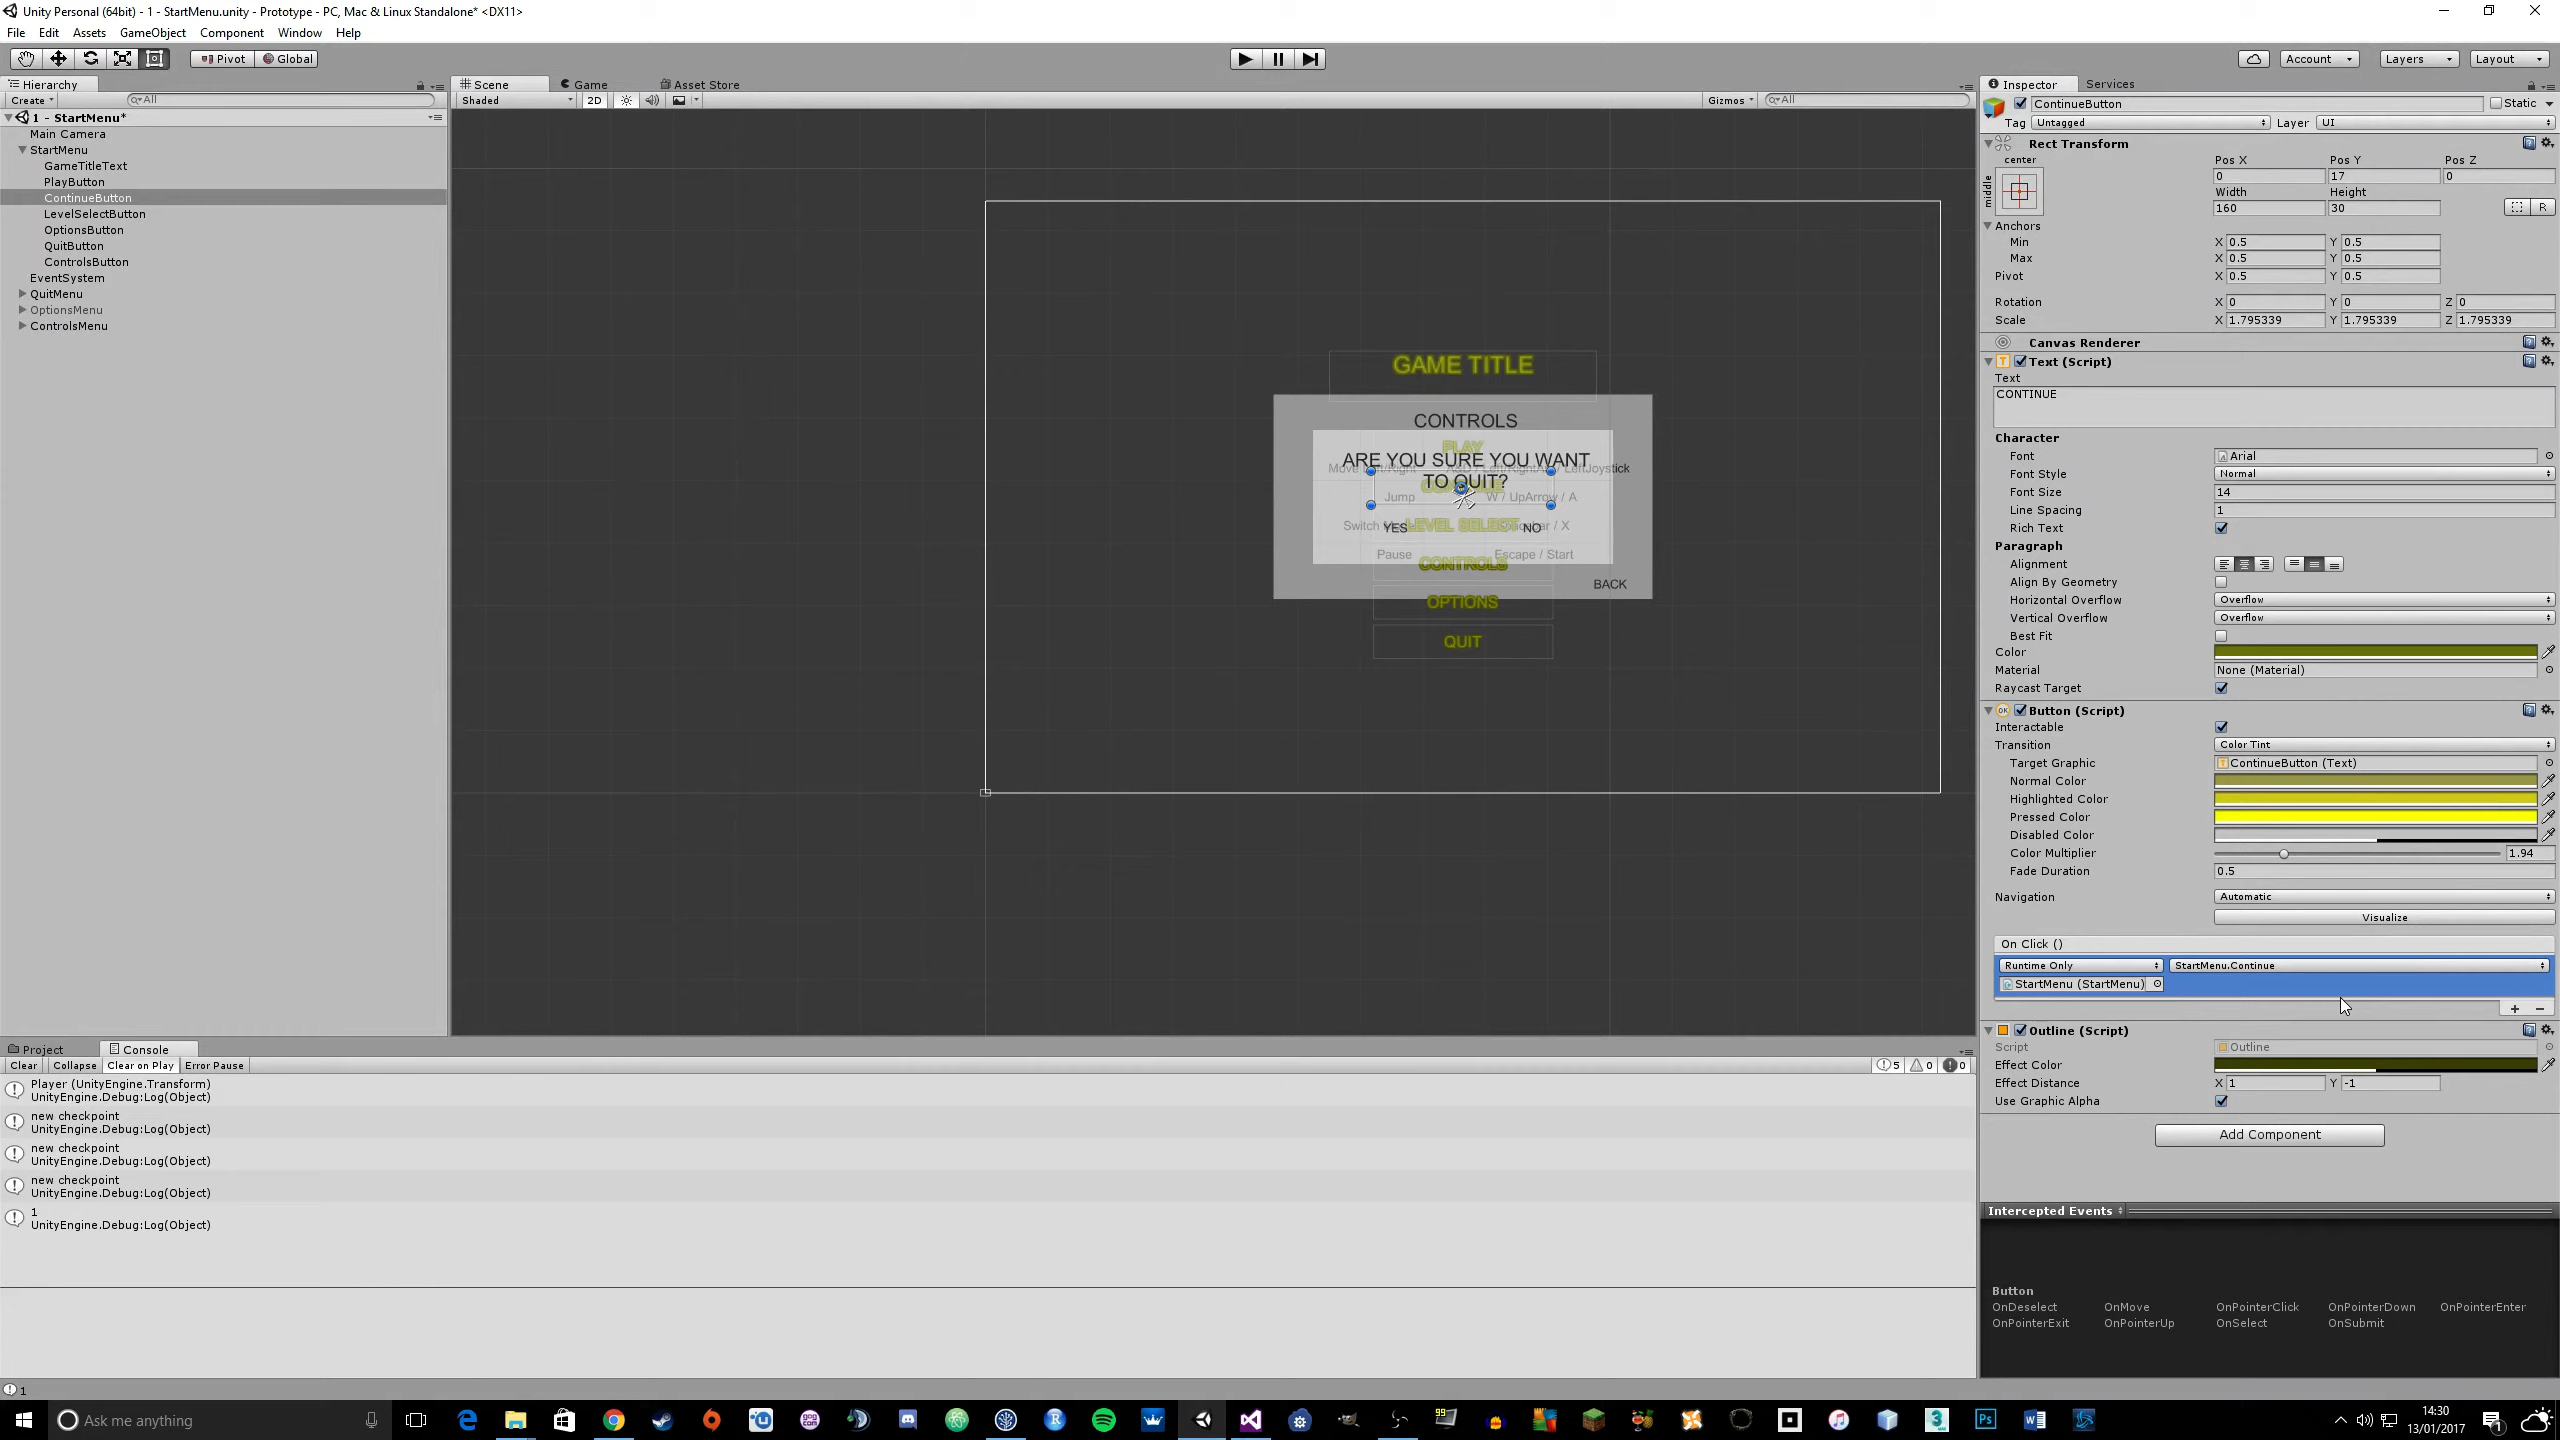 Unity Personal (64bit) - 1 - StartMenu.unity - Prototype - PC, Mac & Linux Standalone* <DX11>
File Edit Assets GameObject Component Window Help
Pivot Global Account Layers Layout
Hierarchy
Create All
1 - StartMenu*
Main Camera
StartMenu
GameTitleText
PlayButton
ContinueButton
LevelSelectButton
OptionsButton
QuitButton
ControlsButton
EventSystem
QuitMenu
OptionsMenu
ControlsMenu
Scene Game Asset Store
Shaded 2D Gizmos All
GAME TITLE
CONTROLS
PLAY
ARE YOU SURE YOU WANT
TO QUIT?
Jump W / UpArrow / A
YES LEVEL SELECT NO
Pause Escape / Start
CONTROLS
BACK
OPTIONS
QUIT
Project Console
Clear Collapse Clear on Play Error Pause 5 0 0
Player (UnityEngine.Transform)
UnityEngine.Debug:Log(Object)
new checkpoint
UnityEngine.Debug:Log(Object)
new checkpoint
UnityEngine.Debug:Log(Object)
new checkpoint
UnityEngine.Debug:Log(Object)
1
UnityEngine.Debug:Log(Object)
1
Inspector Services
ContinueButton Static
Tag Untagged Layer UI
Rect Transform
center Pos X Pos Y Pos Z
middle 0 17 0
Width Height
160 30 R
Anchors
Min X 0.5 Y 0.5
Max X 0.5 Y 0.5
Pivot X 0.5 Y 0.5
Rotation X 0 Y 0 Z 0
Scale X 1.795339 Y 1.795339 Z 1.795339
Canvas Renderer
Text (Script)
Text
CONTINUE
Character
Font Arial
Font Style Normal
Font Size 14
Line Spacing 1
Rich Text
Paragraph
Alignment
Align By Geometry
Horizontal Overflow Overflow
Vertical Overflow Overflow
Best Fit
Color
Material None (Material)
Raycast Target
Button (Script)
Interactable
Transition Color Tint
Target Graphic ContinueButton (Text)
Normal Color
Highlighted Color
Pressed Color
Disabled Color
Color Multiplier 1.94
Fade Duration 0.5
Navigation Automatic
Visualize
On Click ()
Runtime Only StartMenu.Continue
StartMenu (StartMenu)
Outline (Script)
Script Outline
Effect Color
Effect Distance X 1 Y -1
Use Graphic Alpha
Add Component
Intercepted Events
Button
OnDeselect OnMove OnPointerClick OnPointerDown OnPointerEnter
OnPointerExit OnPointerUp OnSelect OnSubmit
Ask me anything
14:30
13/01/2017